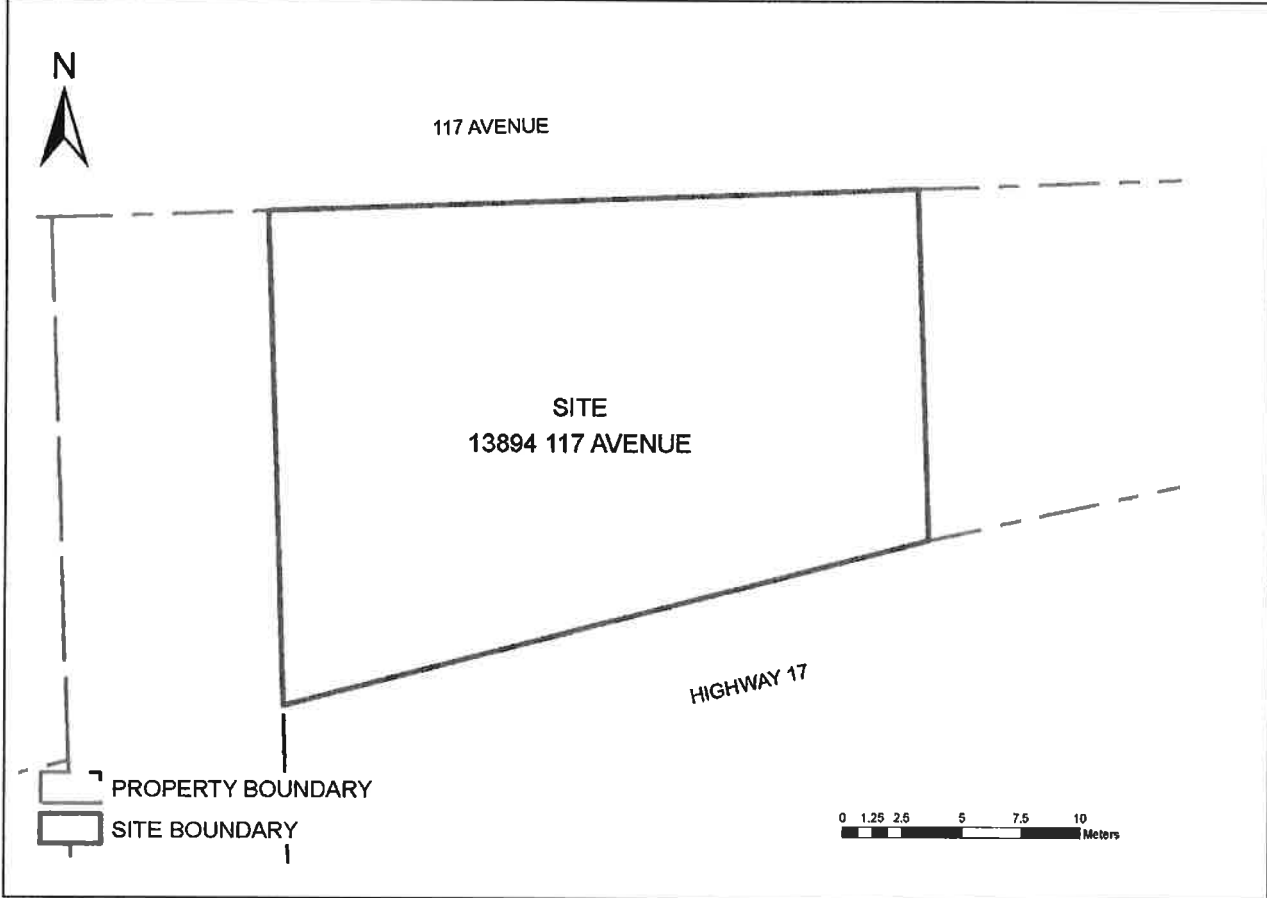 N
117 AVENUE
SITE
13894 117 AVENUE
HIGHWAY 17
PROPERTY BOUNDARY
SITE BOUNDARY
0 1.25 2.5 5 7.5 10
Meters